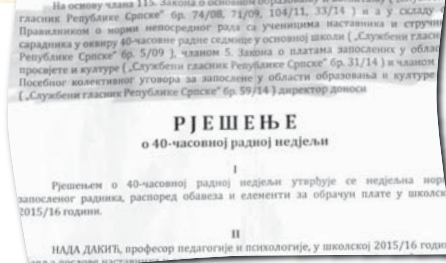 На основу члана 115. Закона о основном образовању и
гласник Републике Српске" бр. 74/08, 71/09, 104/11, 33/14 ) и а у складу
Правилником о норми непосредног рада са ученицима наставника и стручн
сарадника у оквиру 40-часовне радне седмице у основној школи ( „Службени гласн
Републике Српске" бр. 5/09 ), чланом 5. Закона о платама запослених у облас
просвјете и културе ( „Службени гласник Републике Српске" бр. 31/14 ) и чланом
Посебног колективног уговора за запослене у области образовања и културе
( „Службени гласник Републике Српске" бр. 59/14 ) директор доноси
РЈЕШЕЊЕ
о 40-часовној радној недјељи
I
Рјешењем о 40-часовној радној недјељи утврђује се недјељна нор
запосленог радника, распоред обавеза и елементи за обрачун плате у школск
2015/16 години.
II
НАДА ДАКИЋ, професор педагогије и психологије, у школској 2015/16 годи